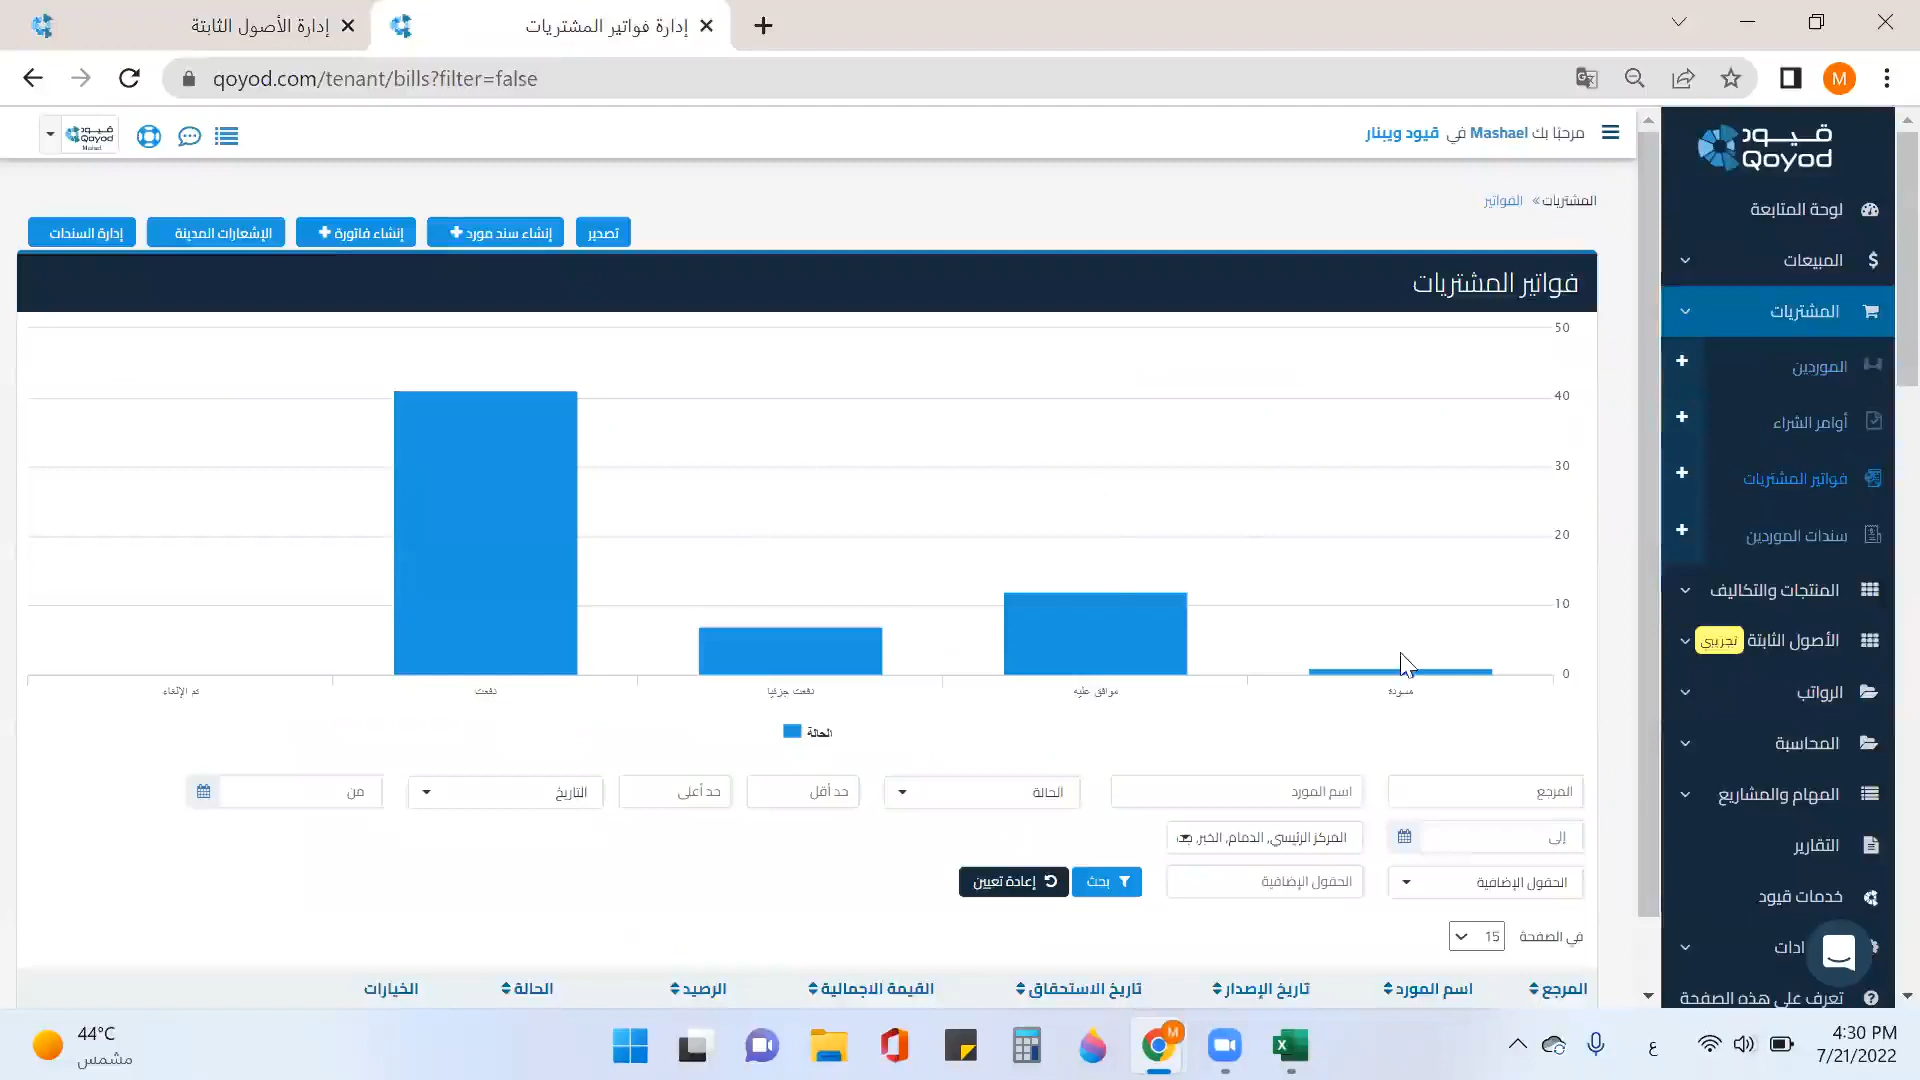 إدارة الأصول الثابتة
إدارة فواتير المشتريات
qoyod.com/tenant/bills?filter=false
M
قيود
Qoyod
Mashael
مرحبًا بك Mashael في قيود ويبنار
قيود
Qoyod
المشتريات » الفواتير
تصدير
إنشاء سند مورد
إنشاء فاتورة
الإشعارات المدينة
إدارة السندات
فواتير المشتريات
50
40
30
20
10
0
مسودة
موافق عليه
دفعت جزئيا
دفعت
تم الإلغاء
الحالة
المرجع
اسم المورد
الحالة
حد أقل
حد أعلى
التاريخ
من
إلى
المركز الرئيسي, الدمام, الخبر,
الحقول الإضافية
الحقول الإضافية
بحث
إعادة تعيين
في الصفحة 15
المرجع
اسم المورد
تاريخ الإصدار
تاريخ الاستحقاق
القيمة الاجمالية
الرصيد
الحالة
الخيارات
لوحة المتابعة
المبيعات
المشتريات
الموردين
أوامر الشراء
فواتير المشتريات
سندات الموردين
المنتجات والتكاليف
الأصول الثابتة تجريبي
الرواتب
المحاسبة
المهام والمشاريع
التقارير
خدمات قيود
ادات
تعرف على هذه الصفحة
44°C
مشمس
M
ع
4:30 PM
7/21/2022